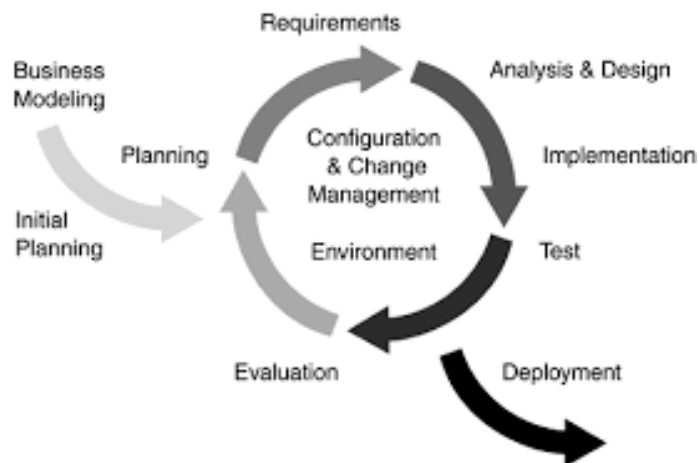 Requirements
Business
Modeling
Analysis & Design
Planning
Configuration
& Change
Management
Implementation
Initial
Planning
Environment
Test
Evaluation
Deployment